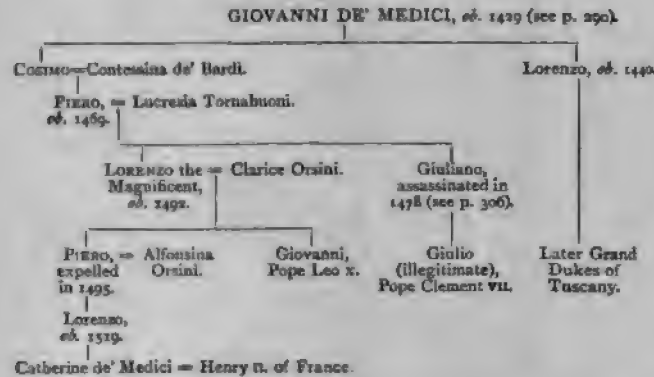 GIOVANNI DE' MEDICI, ob. 1429 (see p. 290).
COSIMO=Contessina de' Bardi.
Lorenzo, ob. 1440.
PIERO, = Lucrezia Tornabuoni.
ob. 1469.
LORENZO the = Clarice Orsini.
Magnificent,
ob. 1492.
Giuliano,
assassinated in
1478 (see p. 306).
PIERO, = Alfonsina
expelled Orsini.
in 1495.
Giovanni,
Pope Leo X.
Giulio
(illegitimate),
Pope Clement VII.
Later Grand
Dukes of
Tuscany.
Lorenzo,
ob. 1519.
Catherine de' Medici = Henry II. of France.